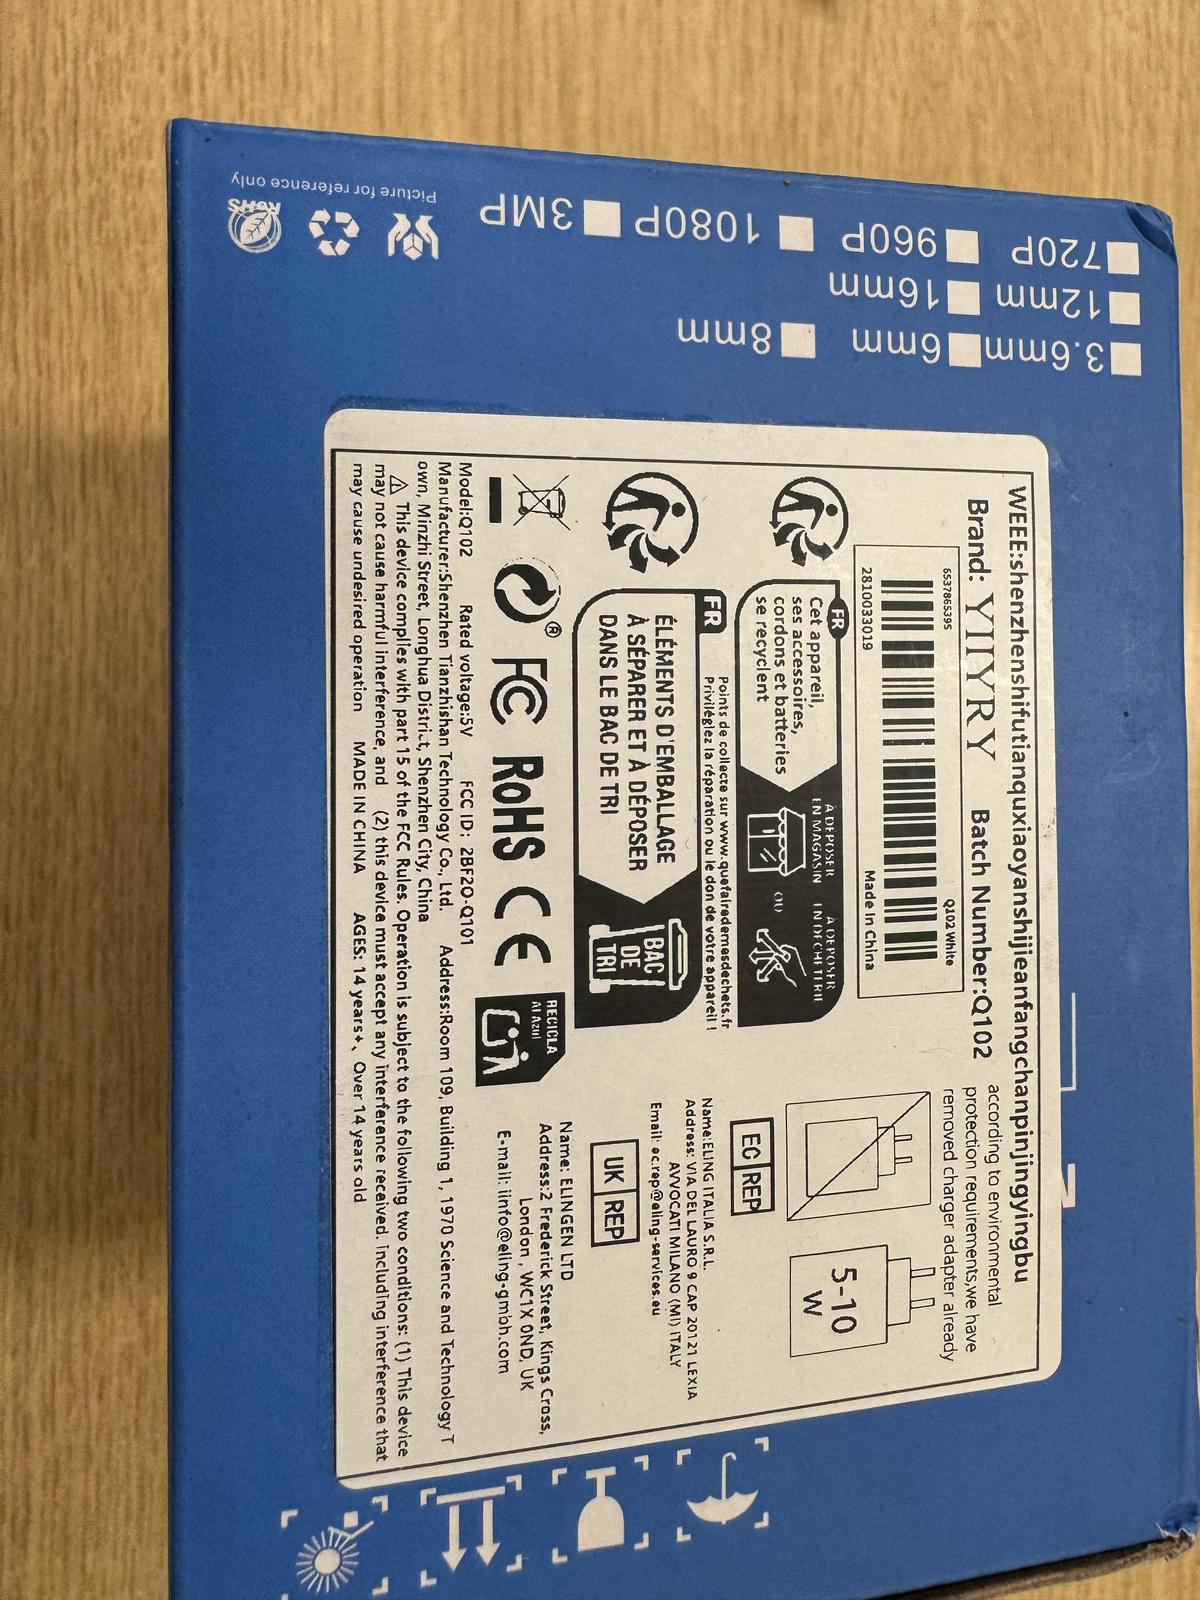 WEEE:shenzhenshifutianquxiaoyanshijieanfangchanpinjingyingbu
Brand: YIIYRY Batch Number:Q102
6537865395 Q102 White
2810033019 Made In China
according to environmental
protection requirements,we have
removed charger adapter already
5-10
W
FR
Cet appareil,
ses accessoires,
cordons et batteries
se recyclent
À DÉPOSER
EN MAGASIN
OU
À DÉPOSER
EN DÉCHÈTERIE
Points de collecte sur www.quefairedemesdechets.fr
Privilégiez la réparation ou le don de votre appareil !
FR
ÉLÉMENTS D'EMBALLAGE
À SÉPARER ET À DÉPOSER
DANS LE BAC DE TRI
BAC
DE
TRI
EC REP
Name:ELING ITALIA S.R.L.
Address: VIA DEL LAURO 9 CAP 20121 LEXIA
AVVOCATI MILANO (MI) ITALY
Email: ec.rep@eling-services.eu
UK REP
Name: ELINGEN LTD
Address:2 Frederick Street, Kings Cross,
London , WC1X 0ND, UK
E-mail: iinfo@eling-gmbh.com
® FC RoHS CE
RECICLA
Al Azul
Model:Q102 Rated voltage:5V FCC ID: 2BF2O-Q101
Manufacturer:Shenzhen Tianzhishan Technology Co., Ltd. Address:Room 109, Building 1, 1970 Science and Technology T
own, Minzhi Street, Longhua District, Shenzhen City, China
This device complies with part 15 of the FCC Rules. Operation is subject to the following two conditions: (1) This device
may not cause harmful interference, and (2) this device must accept any interference received. Including interference that
may cause undesired operation MADE IN CHINA AGES: 14 years+、Over 14 years old
3.6mm 6mm 8mm
12mm 16mm
720P 960P 1080P 3MP
RoHS
Picture for reference only